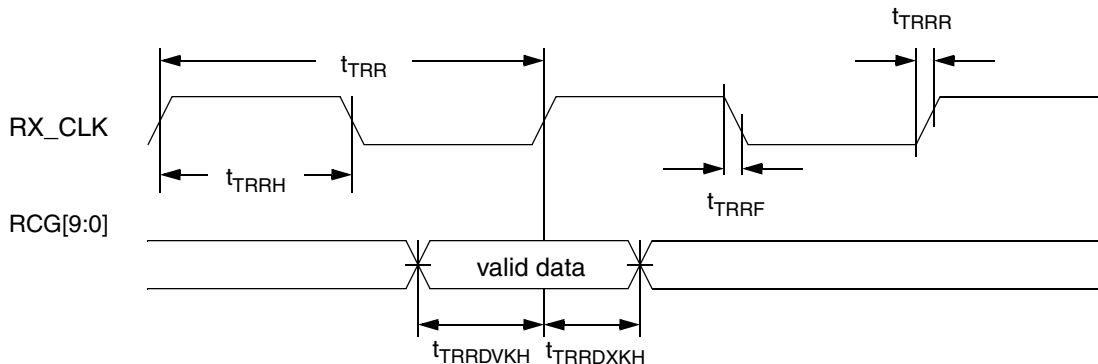 tTRRR
tTRR
RX_CLK
tTRRH
tTRRF
RCG[9:0]
valid data
tTRRDVKH tTRRDXKH